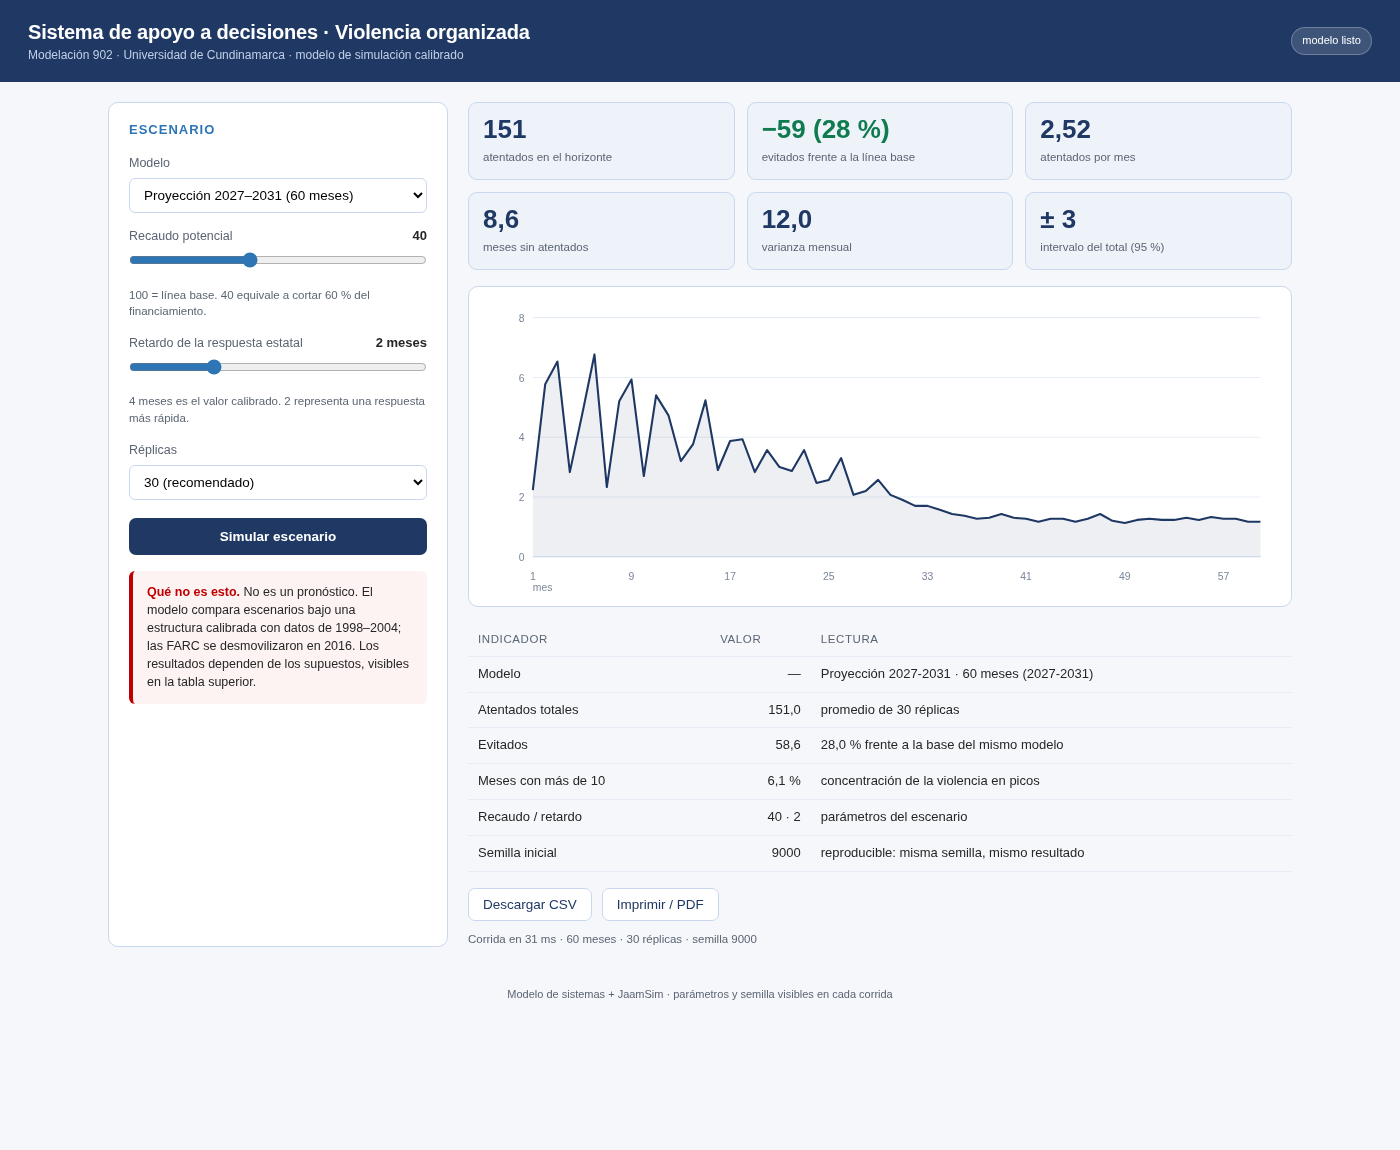 Sistema de apoyo a decisiones · Violencia organizada
Modelación 902 · Universidad de Cundinamarca · modelo de simulación calibrado
modelo listo
ESCENARIO
Modelo
Proyección 2027–2031 (60 meses)
Recaudo potencial 40
100 = línea base. 40 equivale a cortar 60 % del
financiamiento.
Retardo de la respuesta estatal 2 meses
4 meses es el valor calibrado. 2 representa una respuesta
más rápida.
Réplicas
30 (recomendado)
Simular escenario
Qué no es esto. No es un pronóstico. El
modelo compara escenarios bajo una
estructura calibrada con datos de 1998–2004;
las FARC se desmovilizaron en 2016. Los
resultados dependen de los supuestos, visibles
en la tabla superior.
151
atentados en el horizonte
−59 (28 %)
evitados frente a la línea base
2,52
atentados por mes
8,6
meses sin atentados
12,0
varianza mensual
± 3
intervalo del total (95 %)
8
6
4
2
0
1 9 17 25 33 41 49 57
mes
INDICADOR VALOR LECTURA
Modelo — Proyección 2027-2031 · 60 meses (2027-2031)
Atentados totales 151,0 promedio de 30 réplicas
Evitados 58,6 28,0 % frente a la base del mismo modelo
Meses con más de 10 6,1 % concentración de la violencia en picos
Recaudo / retardo 40 · 2 parámetros del escenario
Semilla inicial 9000 reproducible: misma semilla, mismo resultado
Descargar CSV Imprimir / PDF
Corrida en 31 ms · 60 meses · 30 réplicas · semilla 9000
Modelo de sistemas + JaamSim · parámetros y semilla visibles en cada corrida